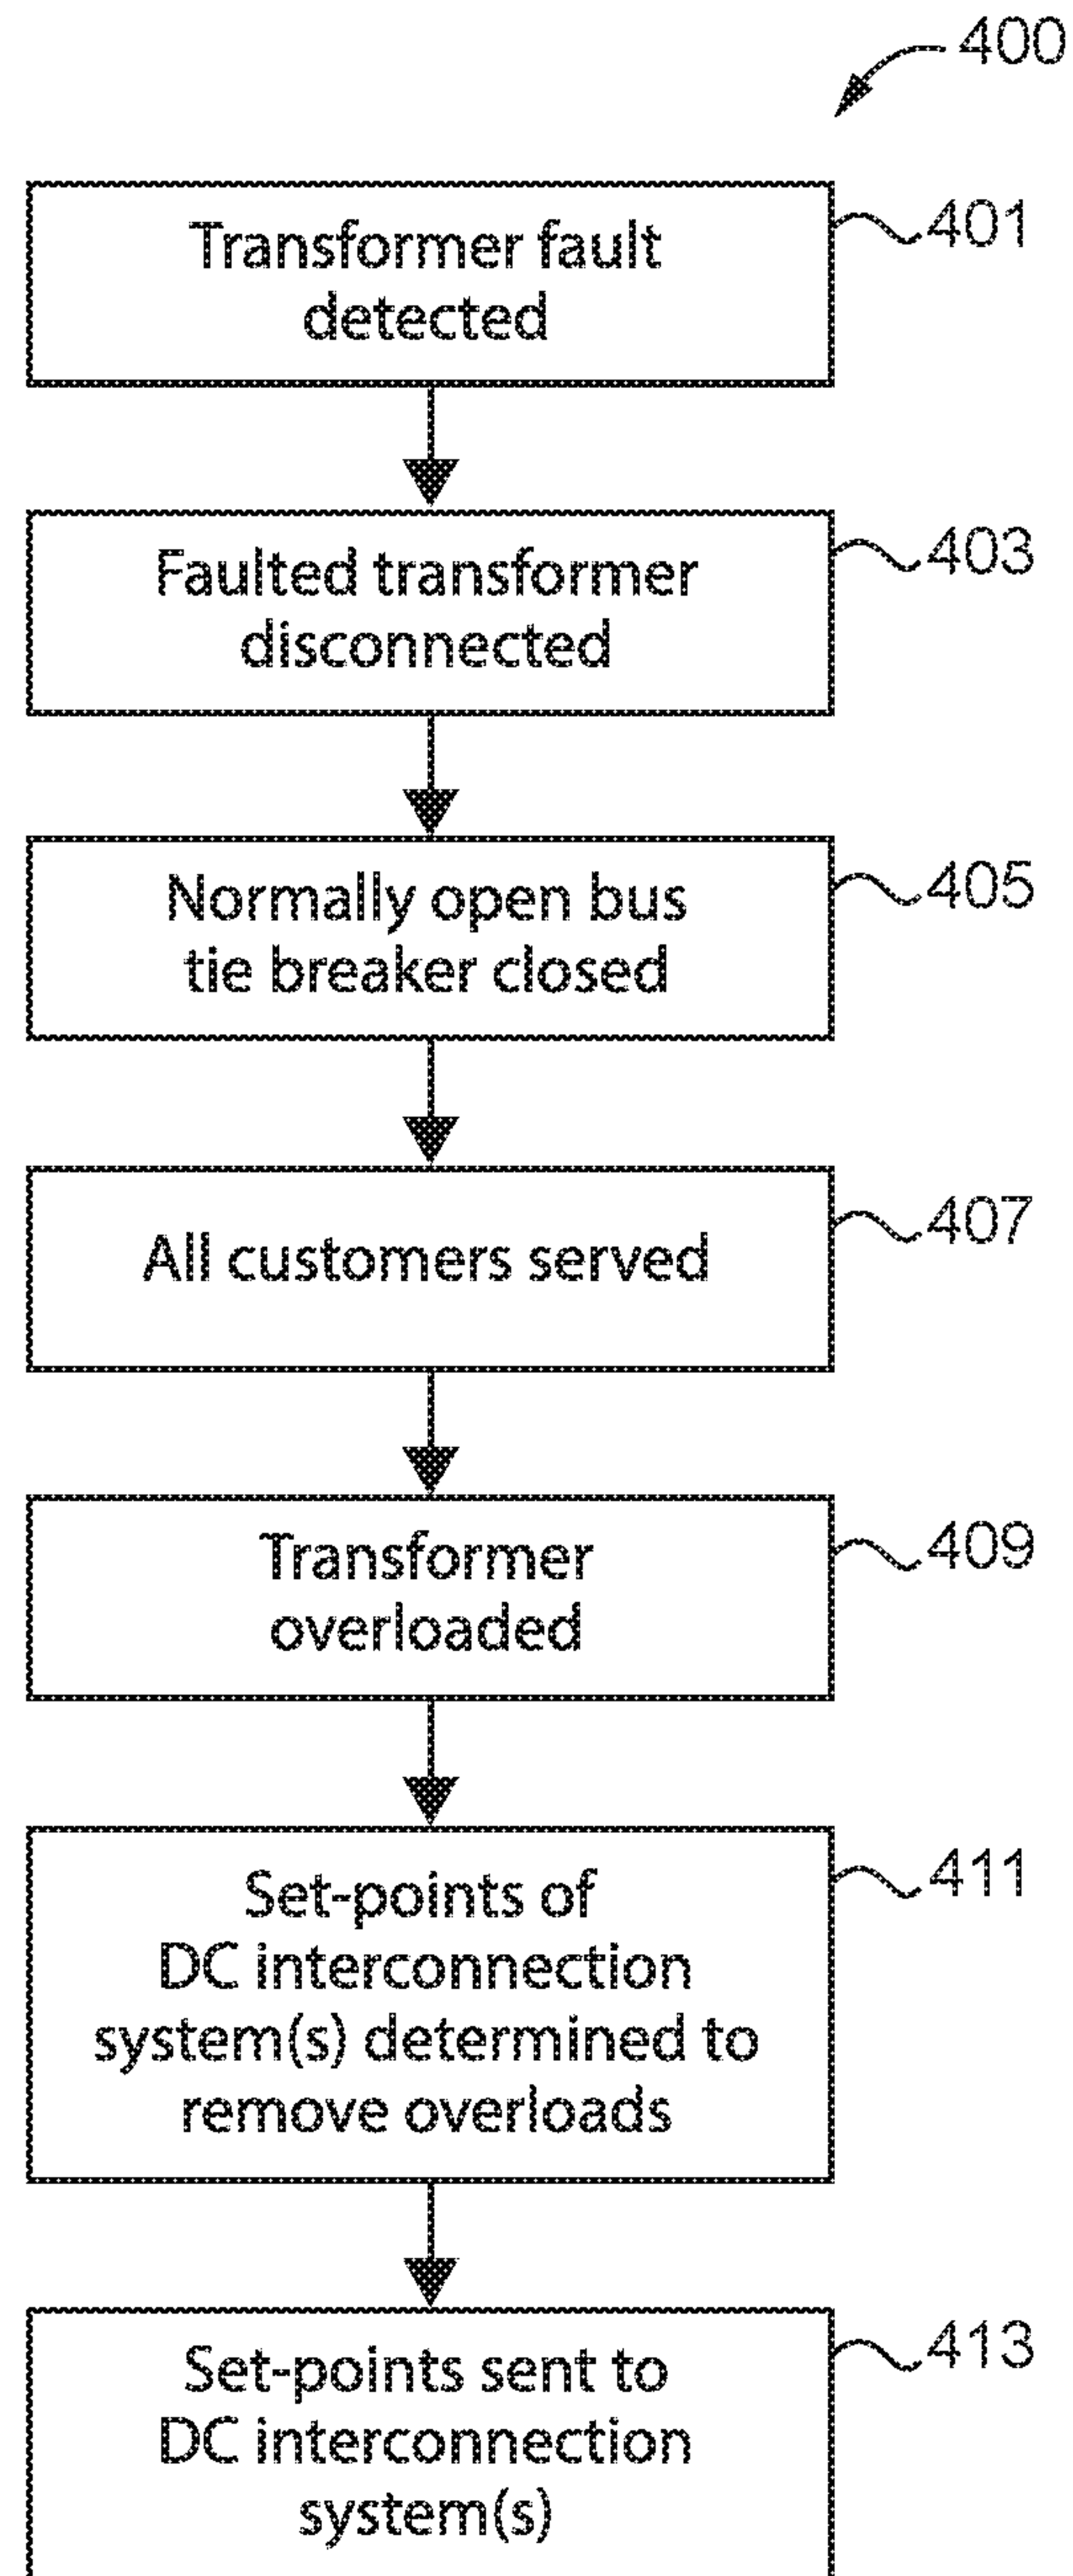 400
Transformer fault
detected
401
Faulted transformer
disconnected
403
Normally open bus
tie breaker closed
405
All customers served
407
Transformer
overloaded
409
Set-points of
DC interconnection
system(s) determined to
remove overloads
411
Set-points sent to
DC interconnection
system(s)
413